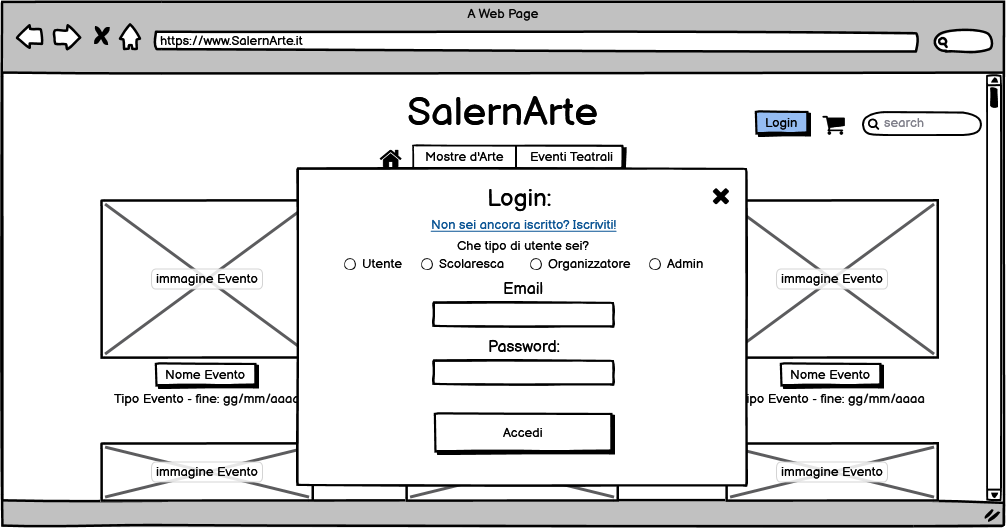 A Web Page
https://www.SalernArte.it
SalernArte
Login
search
Mostre d'Arte
Eventi Teatrali
Login:
Non sei ancora iscritto? Iscriviti!
Che tipo di utente sei?
Utente
Scolaresca
Organizzatore
Admin
Email
Password:
Accedi
immagine Evento
immagine Evento
Nome Evento
Nome Evento
Tipo Evento - fine: gg/mm/aaaa
ipo Evento - fine: gg/mm/aaaa
immagine Evento
immagine Evento